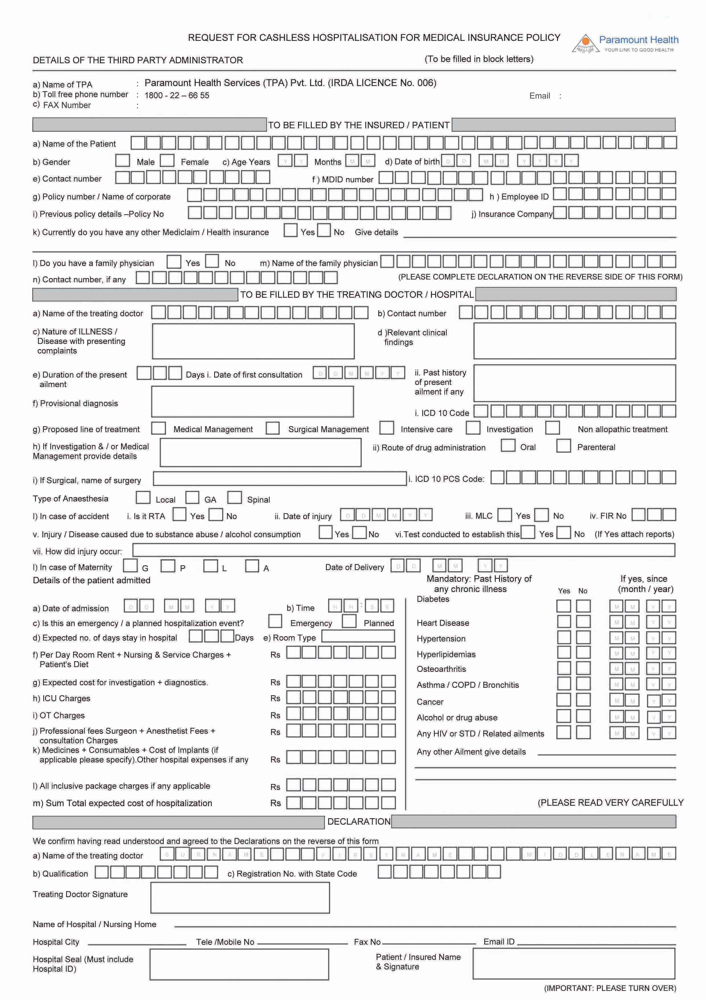 REQUEST FOR CASHLESS HOSPITALISATION FOR MEDICAL INSURANCE POLICY
Paramount Health
YOUR LINK TO GOOD HEALTH
DETAILS OF THE THIRD PARTY ADMINISTRATOR (To be filled in block letters)
a) Name of TPA : Paramount Health Services (TPA) Pvt. Ltd. (IRDA LICENCE No. 006)
b) Toll free phone number : 1800 - 22 – 66 55 Email :
c) FAX Number :
TO BE FILLED BY THE INSURED / PATIENT
a) Name of the Patient
b) Gender Male Female c) Age Years Y Y Months M M d) Date of birth D D M M Y Y Y Y
e) Contact number f ) MDID number
g) Policy number / Name of corporate h ) Employee ID
i) Previous policy details –Policy No j) Insurance Company
k) Currently do you have any other Mediclaim / Health insurance Yes No Give details
l) Do you have a family physician Yes No m) Name of the family physician
n) Contact number, if any (PLEASE COMPLETE DECLARATION ON THE REVERSE SIDE OF THIS FORM)
TO BE FILLED BY THE TREATING DOCTOR / HOSPITAL
a) Name of the treating doctor b) Contact number
c) Nature of ILLNESS / d )Relevant clinical
Disease with presenting findings
complaints
e) Duration of the present Days i. Date of first consultation D D M M Y Y ii. Past history
ailment of present
ailment if any
f) Provisional diagnosis
i. ICD 10 Code
g) Proposed line of treatment Medical Management Surgical Management Intensive care Investigation Non allopathic treatment
h) If Investigation & / or Medical ii) Route of drug administration Oral Parenteral
Management provide details
i) If Surgical, name of surgery i. ICD 10 PCS Code:
Type of Anaesthesia Local GA Spinal
l) In case of accident i. Is it RTA Yes No ii. Date of injury D D M M Y Y iii. MLC Yes No iv. FIR No
v. Injury / Disease caused due to substance abuse / alcohol consumption Yes No vi.Test conducted to establish this Yes No (If Yes attach reports)
vii. How did injury occur:
l) In case of Maternity G P L A Date of Delivery D D M M Y Y
Details of the patient admitted Mandatory: Past History of If yes, since
any chronic illness Yes No (month / year)
a) Date of admission D D M M Y Y b) Time H H : S S Diabetes M M Y Y
c) Is this an emergency / a planned hospitalization event? Emergency Planned Heart Disease M M Y Y
d) Expected no. of days stay in hospital Days e) Room Type Hypertension M M Y Y
f) Per Day Room Rent + Nursing & Service Charges + Rs Hyperlipidemias M M Y Y
Patient's Diet
Osteoarthritis M M Y Y
g) Expected cost for investigation + diagnostics. Rs Asthma / COPD / Bronchitis M M Y Y
h) ICU Charges Rs Cancer M M Y Y
i) OT Charges Rs Alcohol or drug abuse M M Y Y
j) Professional fees Surgeon + Anesthetist Fees + Rs Any HIV or STD / Related ailments M M Y Y
consultation Charges
k) Medicines + Consumables + Cost of Implants (if Any other Ailment give details
applicable please specify).Other hospital expenses if any Rs
l) All inclusive package charges if any applicable Rs
m) Sum Total expected cost of hospitalization Rs (PLEASE READ VERY CAREFULLY
DECLARATION
We confirm having read understood and agreed to the Declarations on the reverse of this form
a) Name of the treating doctor S U R N A M E F I R S T N A M E M I D D L E N A M E
b) Qualification c) Registration No. with State Code
Treating Doctor Signature
Name of Hospital / Nursing Home
Hospital City Tele /Mobile No Fax No Email ID
Hospital Seal (Must include Patient / Insured Name
Hospital ID) & Signature
(IMPORTANT: PLEASE TURN OVER)